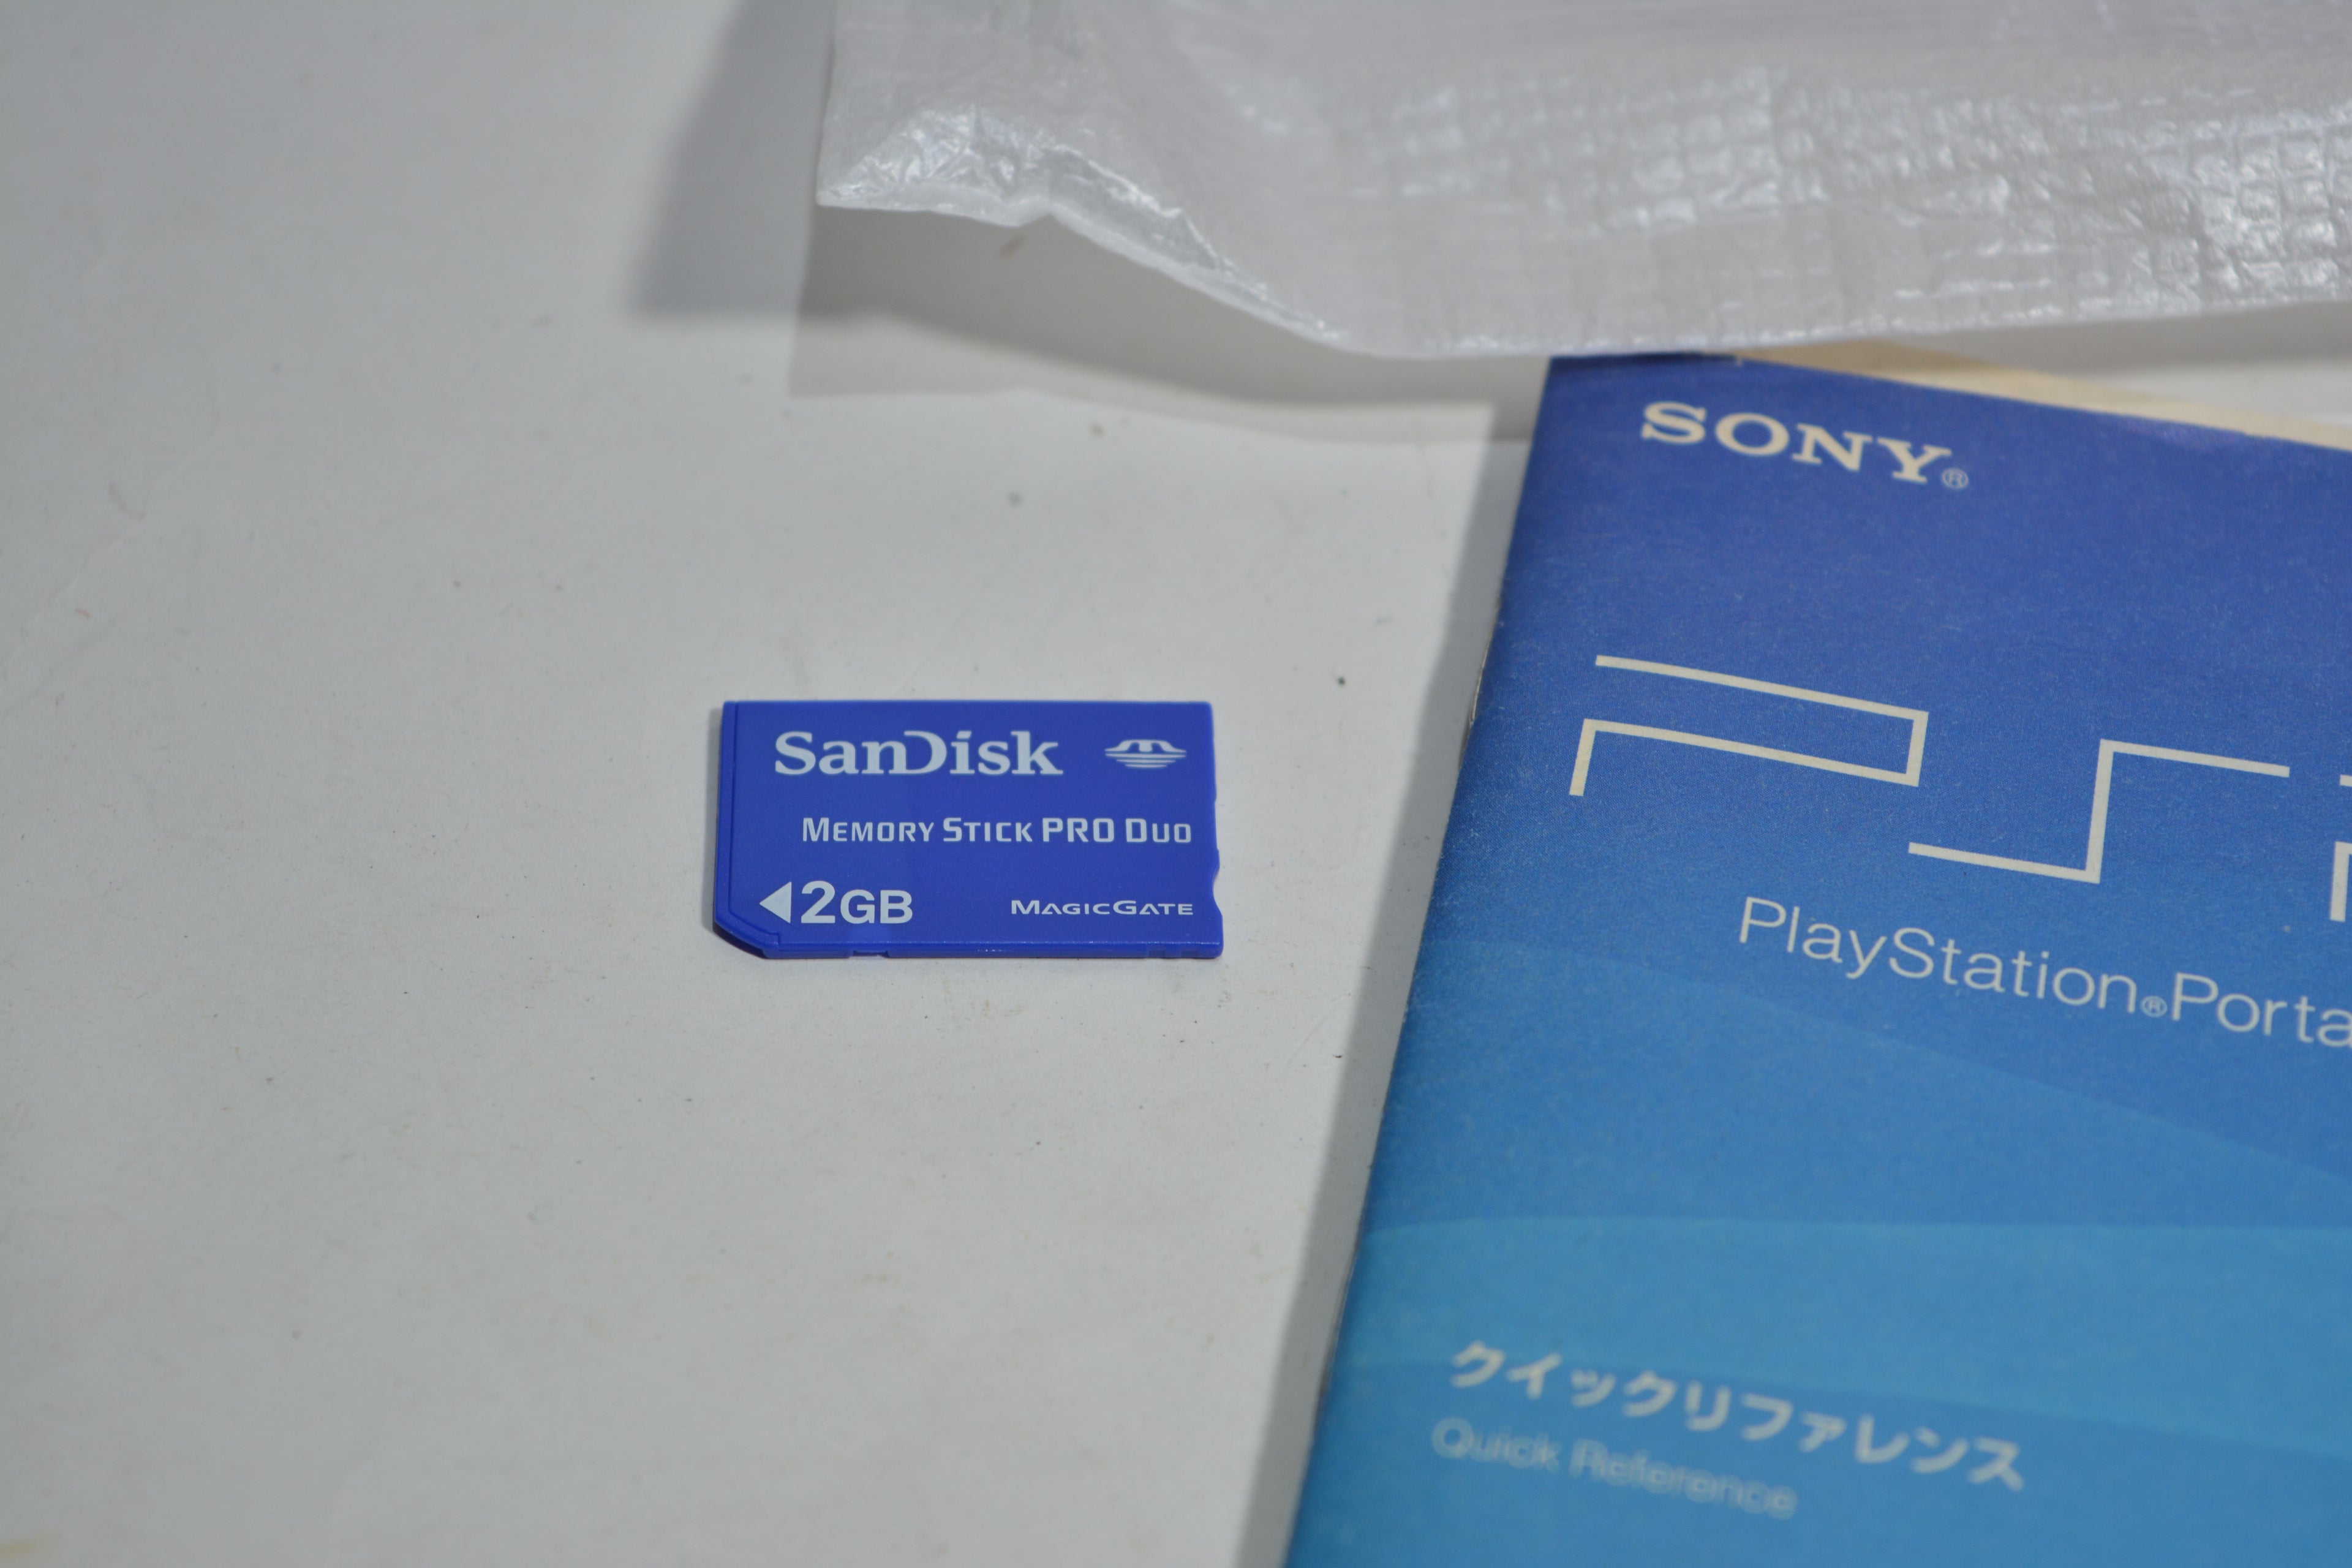 SanDisk
MEMORY STICK PRO DUO
2GB
MAGICGATE
SONY®
PS
PlayStation®Porta
クイックリファレンス
Quick Reference